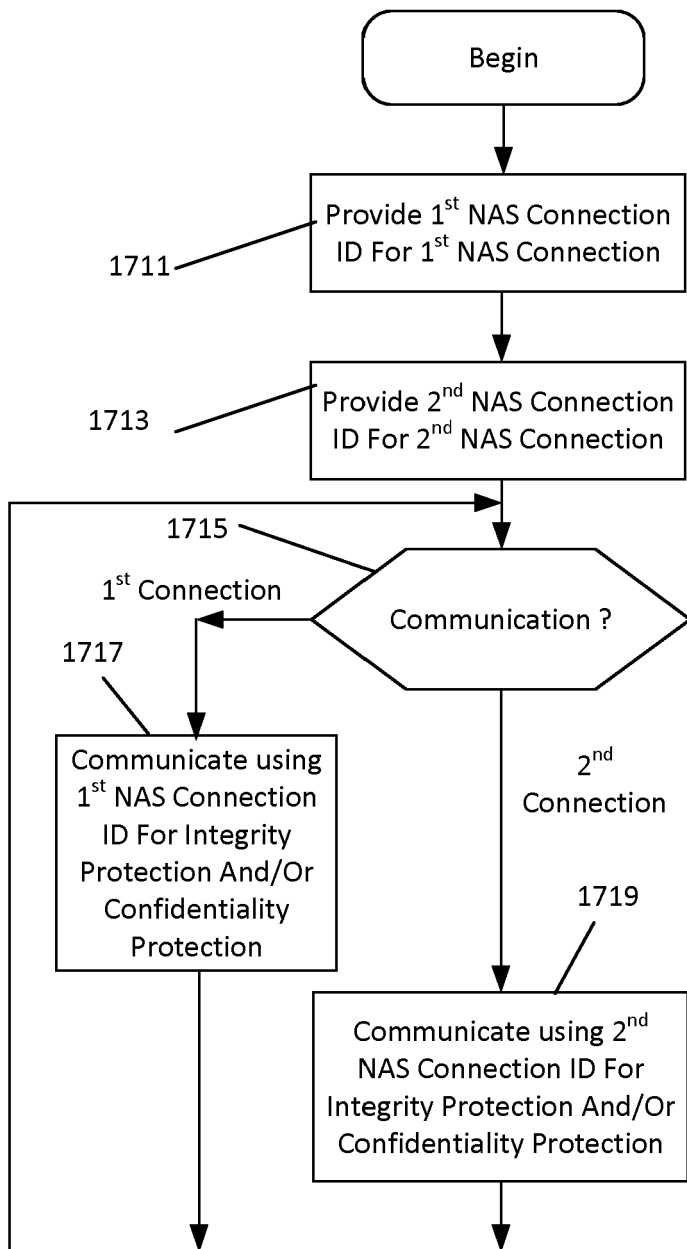 Begin
Provide 1st NAS Connection
ID For 1st NAS Connection
1711
Provide 2nd NAS Connection
ID For 2nd NAS Connection
1713
1715
1st Connection
Communication ?
1717
Communicate using
1st NAS Connection
ID For Integrity
Protection And/Or
Confidentiality
Protection
2nd
Connection
1719
Communicate using 2nd
NAS Connection ID For
Integrity Protection And/Or
Confidentiality Protection